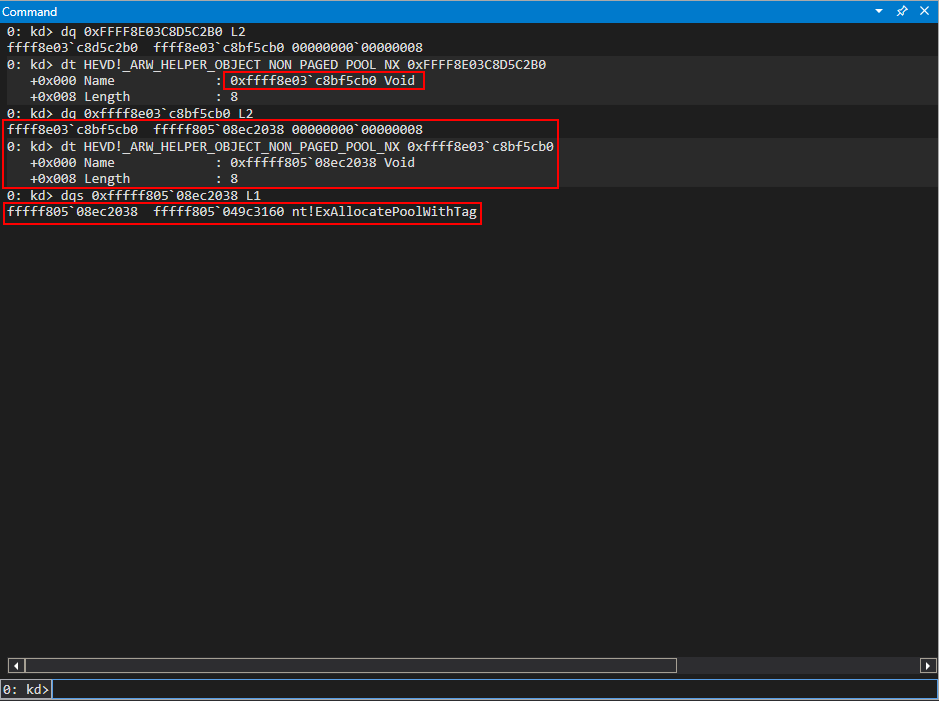 Command
0: kd> dq 0xFFFF8E03C8D5C2B0 L2
ffff8e03`c8d5c2b0  ffff8e03`c8bf5cb0 00000000`00000008
0: kd> dt HEVD!_ARW_HELPER_OBJECT_NON_PAGED_POOL_NX 0xFFFF8E03C8D5C2B0
   +0x000 Name             : 0xffff8e03`c8bf5cb0 Void
   +0x008 Length           : 8
0: kd> dq 0xffff8e03`c8bf5cb0 L2
ffff8e03`c8bf5cb0  fffff805`08ec2038 00000000`00000008
0: kd> dt HEVD!_ARW_HELPER_OBJECT_NON_PAGED_POOL_NX 0xffff8e03`c8bf5cb0
   +0x000 Name             : 0xfffff805`08ec2038 Void
   +0x008 Length           : 8
0: kd> dqs 0xfffff805`08ec2038 L1
fffff805`08ec2038  fffff805`049c3160 nt!ExAllocatePoolWithTag
0: kd>